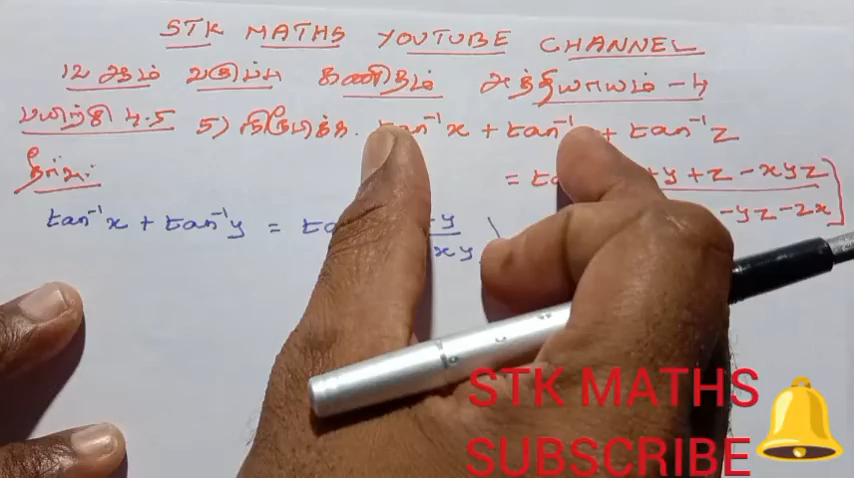 STK MATHS YOUTUBE CHANNEL
12 ஆம் வகுப்பு கணிதம் அத்தியாயம் - 4
பயிற்சி 4.5 5) நிரூபிக்க. tan⁻¹x + tan⁻¹ + tan⁻¹z
தீர்வு: = +y + z - xyz
- yz - zx
tan⁻¹x + tan⁻¹y = y
xy
STK MATHS
SUBSCRIBE